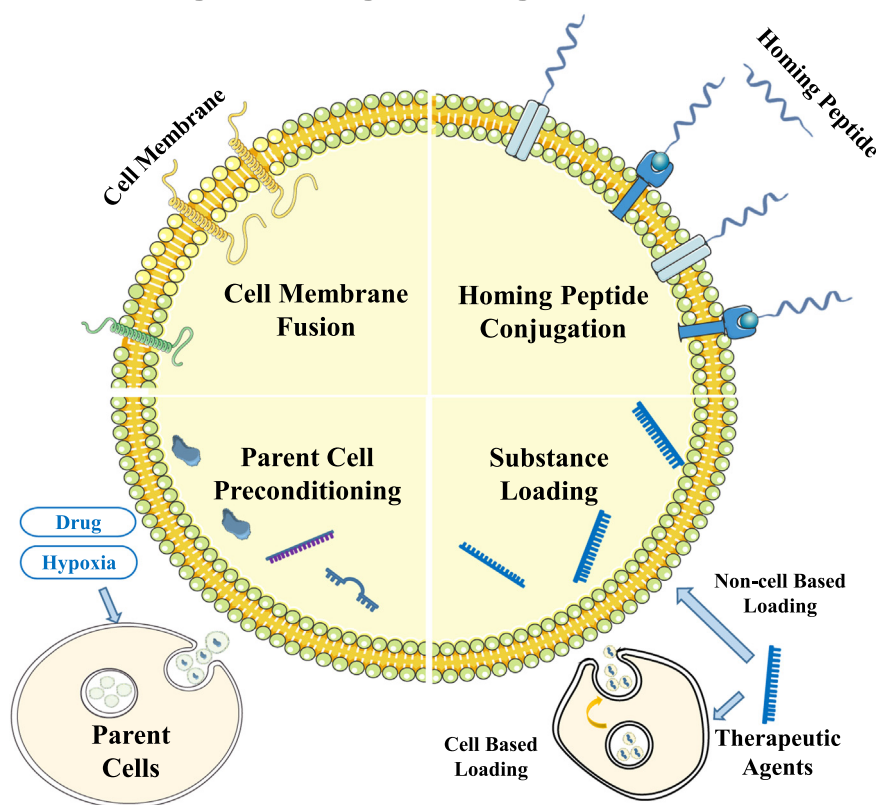 Cell Membrane
Homing Peptide
Cell Membrane
Fusion
Homing Peptide
Conjugation
Parent Cell
Preconditioning
Substance
Loading
Drug
Hypoxia
Parent
Cells
Non-cell Based
Loading
Cell Based
Loading
Therapeutic
Agents